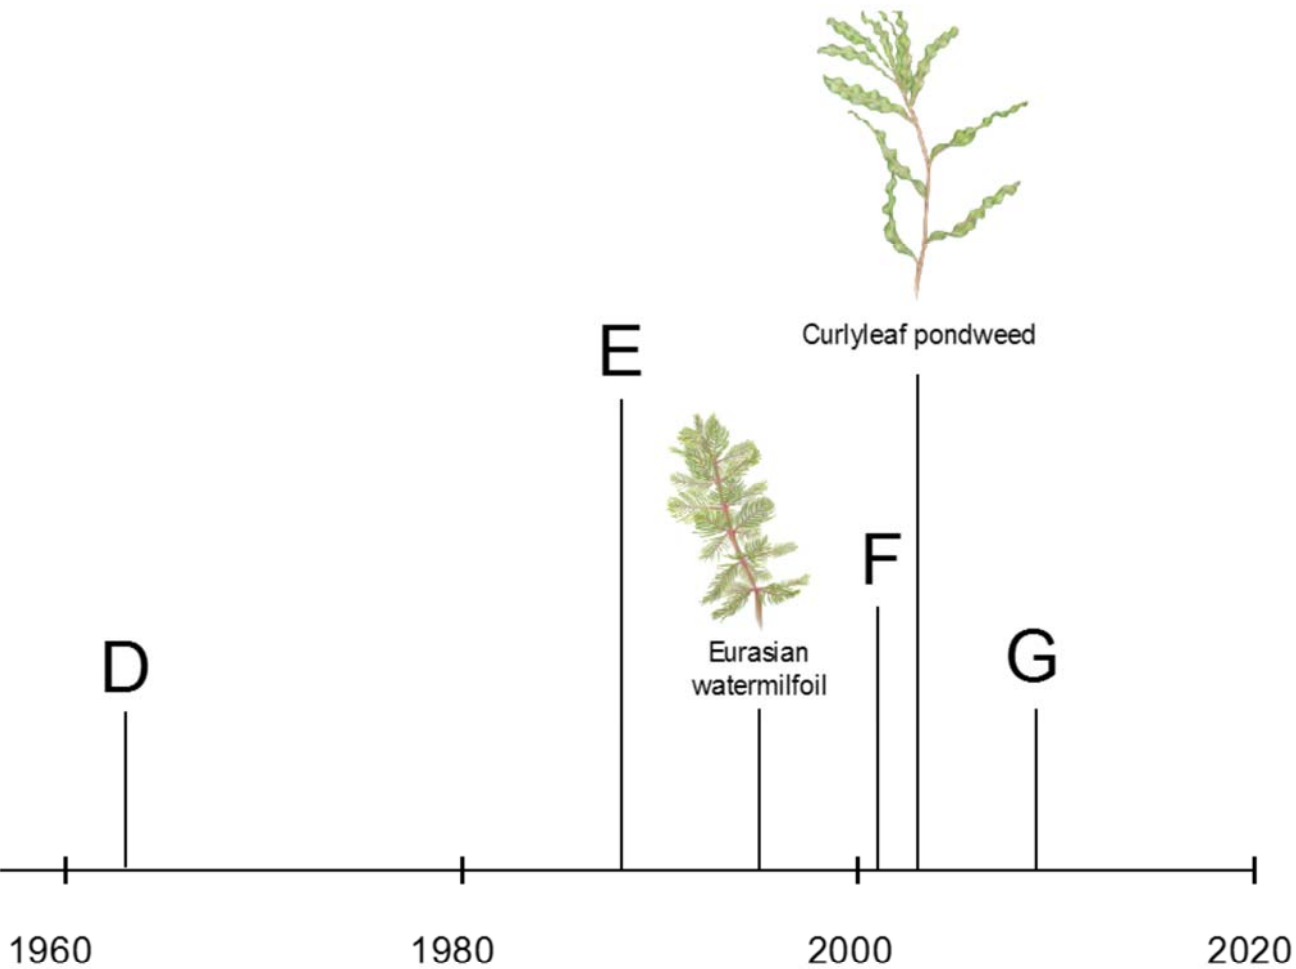 Curlyleaf pondweed
E
F
Eurasian
watermilfoil
D
G
1960
1980
2000
2020